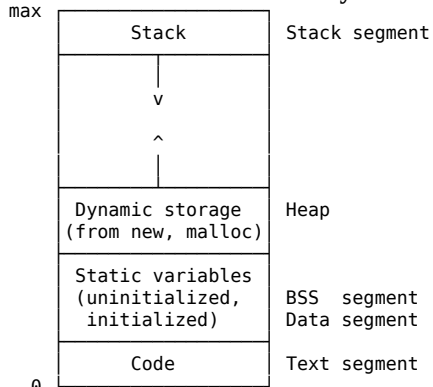 max
Stack Stack segment
v
^
Dynamic storage Heap
(from new, malloc)
Static variables
(uninitialized, BSS segment
initialized) Data segment
Code Text segment
0